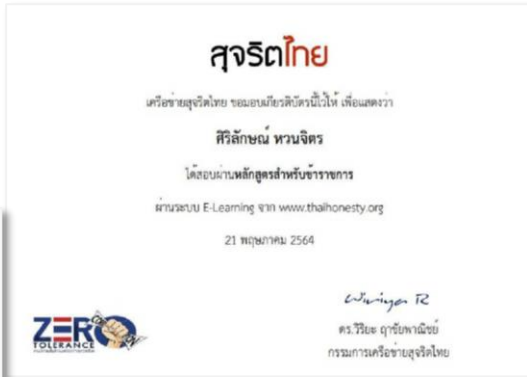 สุจริตไทย
เครือข่ายสุจริตไทย ขอมอบเกียรติบัตรนี้ไว้ให้ เพื่อแสดงว่า
ศิริลักษณ์ หวนจิตร
ได้สอบผ่านหลักสูตรสำหรับข้าราชการ
ผ่านระบบ E-Learning จาก www.thaihonesty.org
21 พฤษภาคม 2564
Wiriya R
ดร.วิริยะ ฤาชัยพาณิชย์
กรรมการเครือข่ายสุจริตไทย
ZERO
TOLERANCE